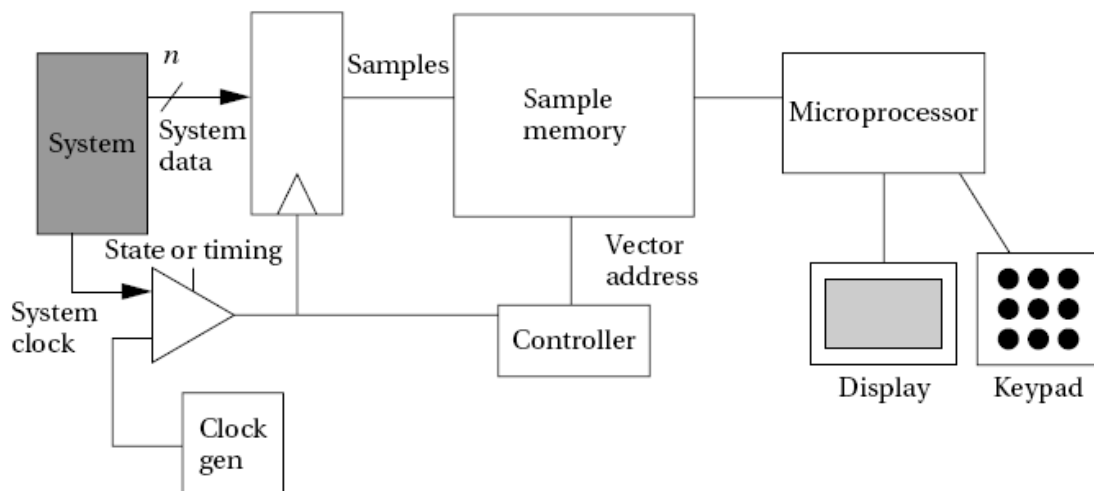 n
System
System
data
Samples
Sample
memory
Microprocessor
State or timing
System
clock
Vector
address
Controller
Clock
gen
Display
Keypad